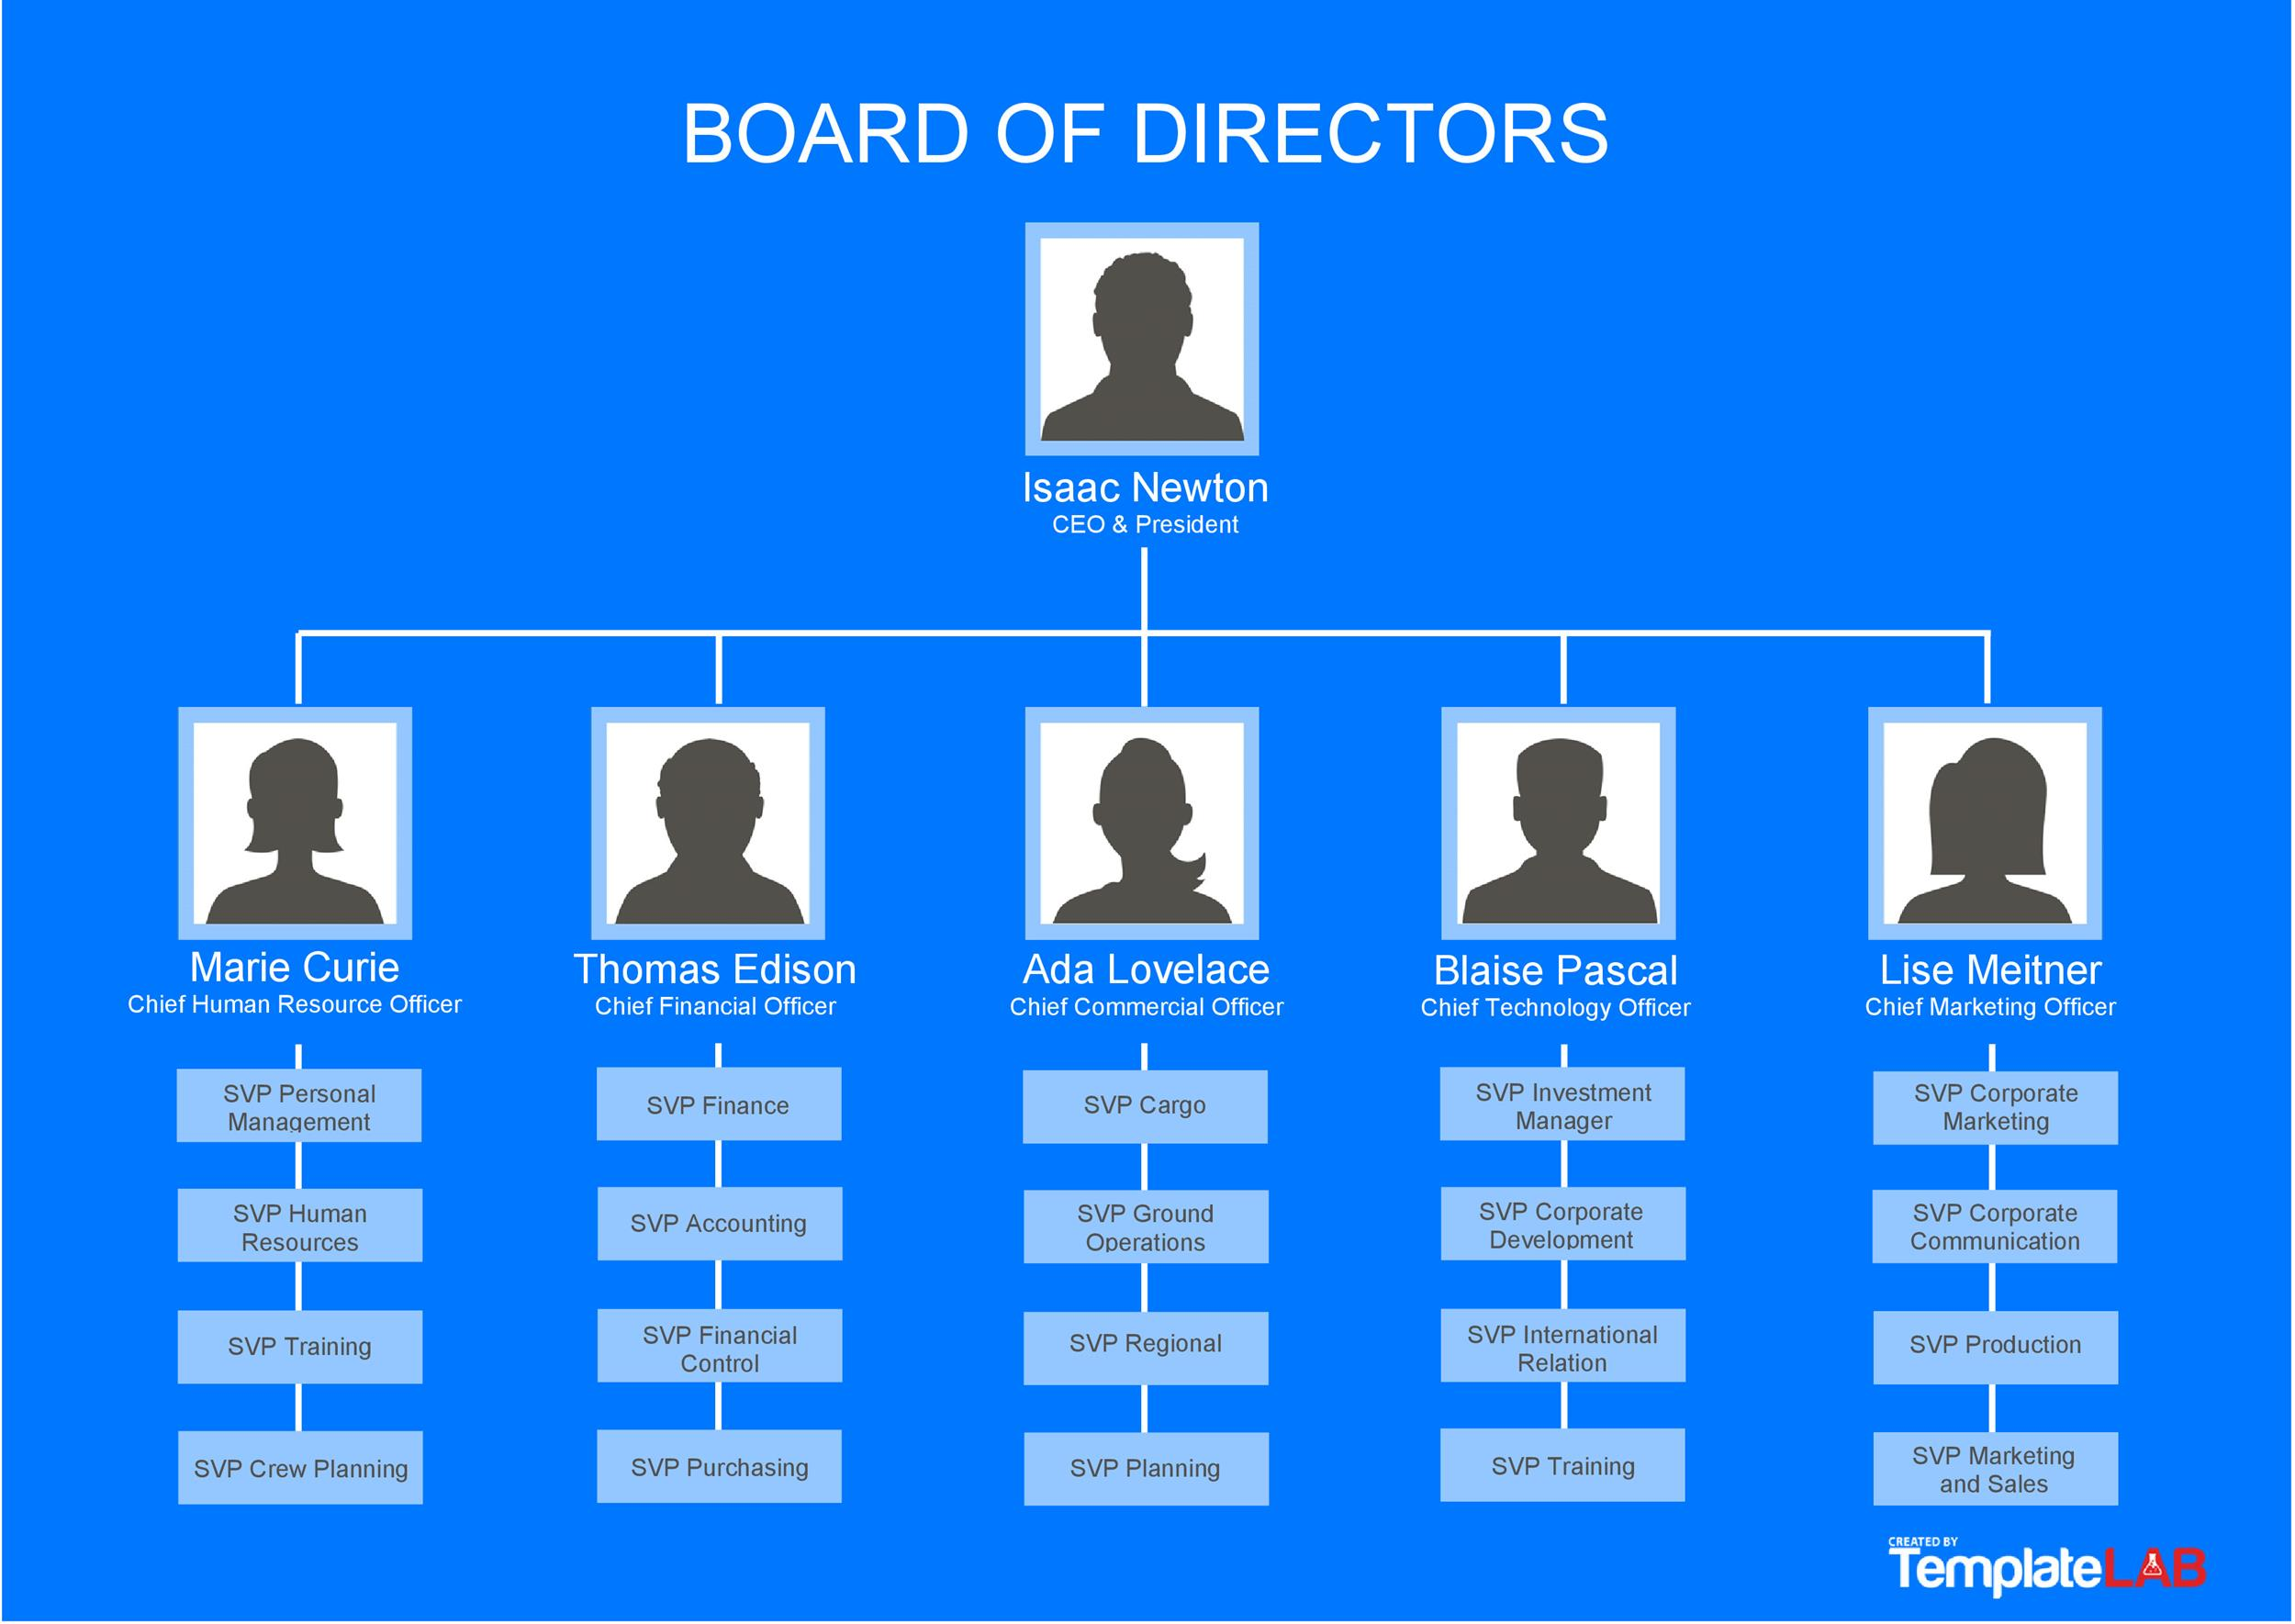 BOARD OF DIRECTORS
Isaac Newton
CEO & President
Marie Curie
Chief Human Resource Officer
Thomas Edison
Chief Financial Officer
Ada Lovelace
Chief Commercial Officer
Blaise Pascal
Chief Technology Officer
Lise Meitner
Chief Marketing Officer
SVP Personal
Management
SVP Human
Resources
SVP Training
SVP Crew Planning
SVP Finance
SVP Accounting
SVP Financial
Control
SVP Purchasing
SVP Cargo
SVP Ground
Operations
SVP Regional
SVP Planning
SVP Investment
Manager
SVP Corporate
Development
SVP International
Relation
SVP Training
SVP Corporate
Marketing
SVP Corporate
Communication
SVP Production
SVP Marketing
and Sales
CREATED BY
TemplateLAB